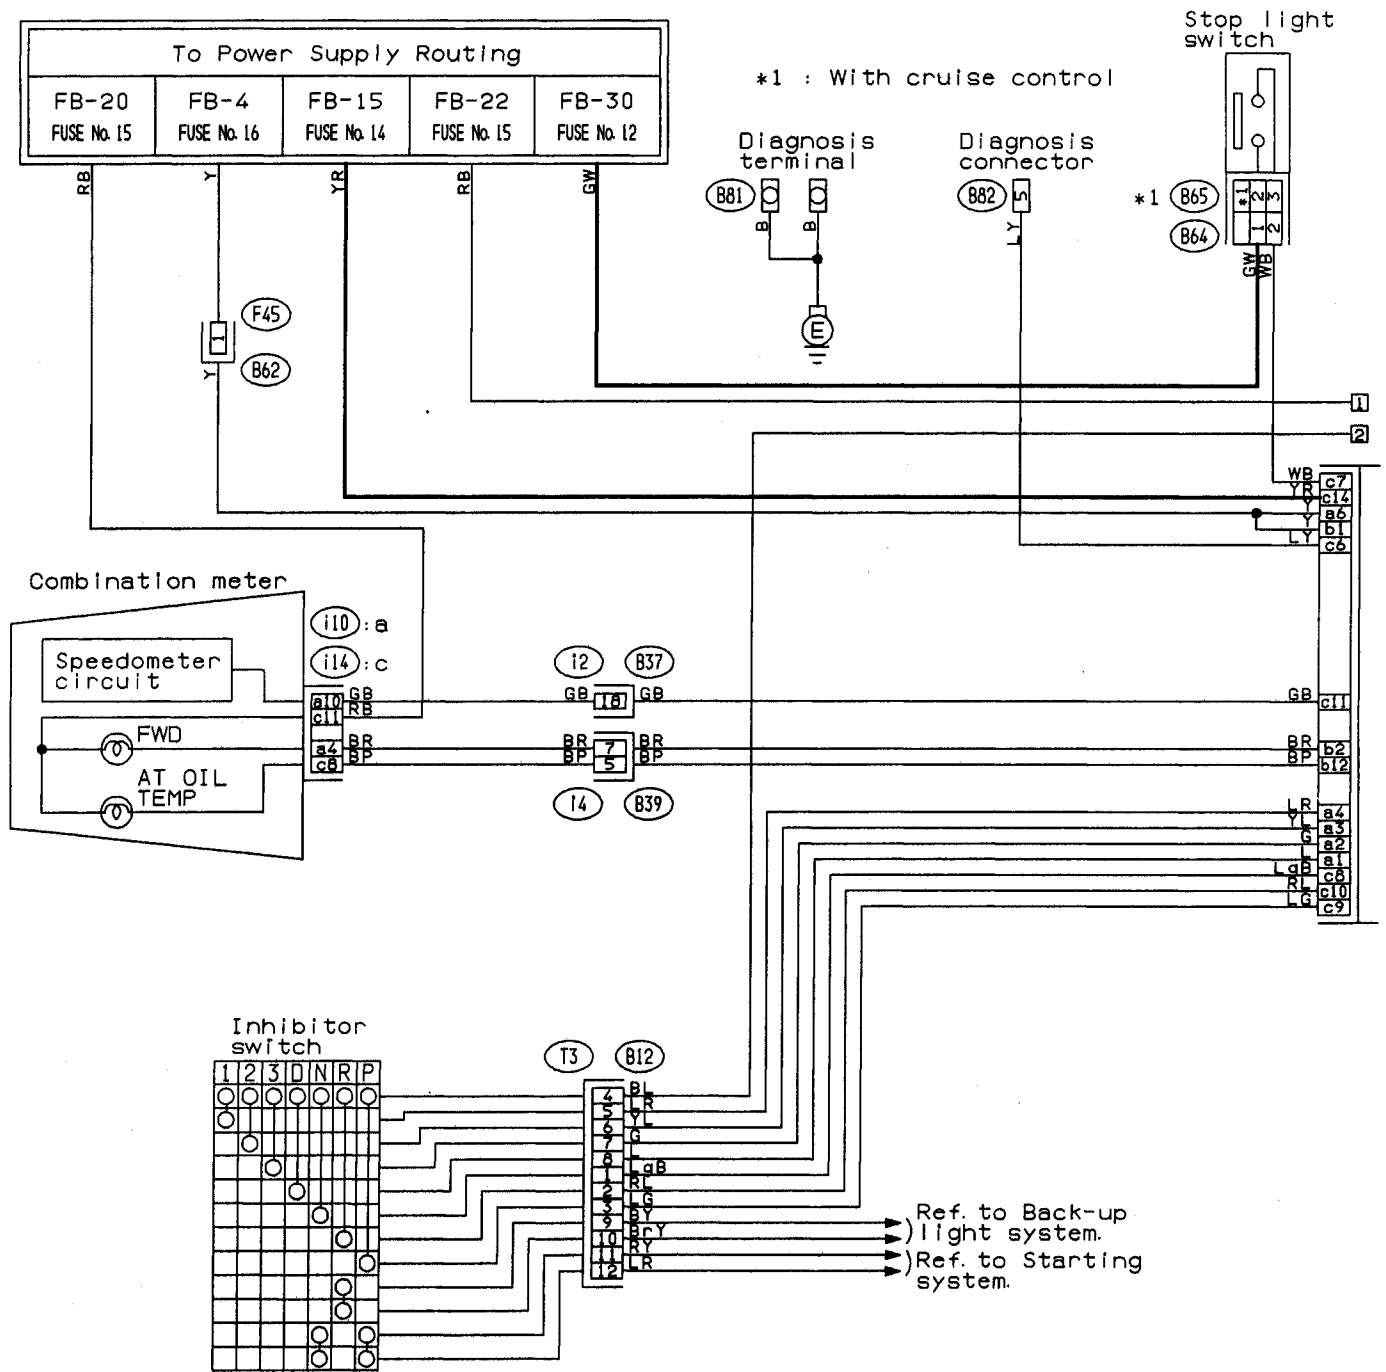 Stop light
switch
To Power Supply Routing
FB-20
FUSE No. 15
FB-4
FUSE No. 16
FB-15
FUSE No. 14
FB-22
FUSE No. 15
FB-30
FUSE No. 12
*1 : With cruise control
Diagnosis
terminal
Diagnosis
connector
RB
Y
YR
RB
GW
B81
B
B
B82
5
LY
*1 B65
B64
*1 2 3
1 2
GW
WB
E
F45
1
B62
Y
1
2
WB c7
YR c14
Y a6
Y b1
LY c6
Combination meter
i10 : a
i14 : c
Speedometer
circuit
i2 B37
a10 GB
c11 RB
GB 18 GB
GB c11
FWD
a4 BR
c8 BP
BR 7 BR
BP 5 BP
BR b2
BP b12
AT OIL
TEMP
i4 B39
LR a4
YL a3
G a2
L a1
LgB c8
RL c10
LG c9
Inhibitor
switch
T3 B12
1 2 3 D N R P
4 BL
5 LR
6 YL
7 G
8 L
1 LgB
2 RL
3 LG
9 BY
10 BrY
11 RY
12 LR
Ref. to Back-up
light system.
Ref. to Starting
system.